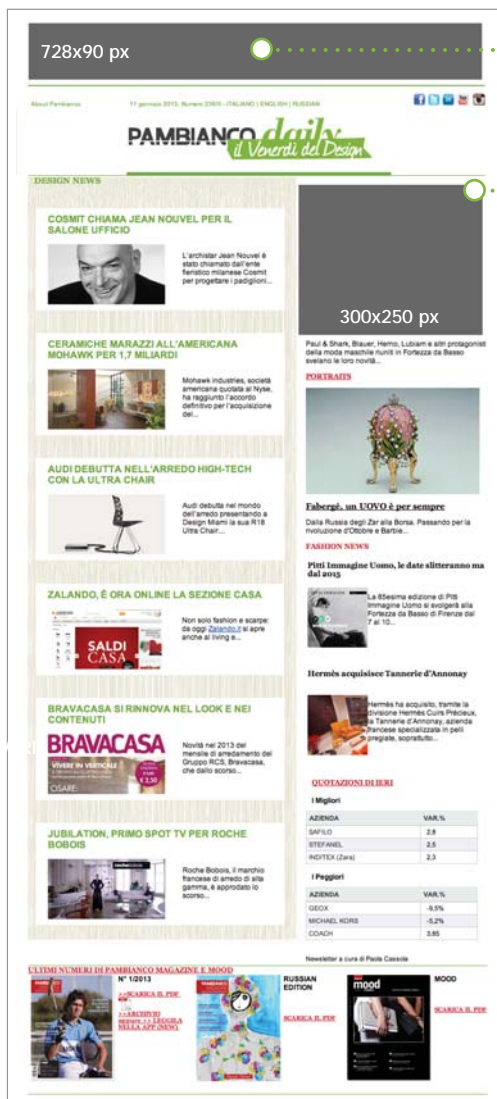 728x90 px
About Pambianco
11 gennaio 2013, Numero 238/II - ITALIANO | ENGLISH | RUSSIAN
PAMBIANCO daily
il Venerdì del Design
DESIGN NEWS
COSMIT CHIAMA JEAN NOUVEL PER IL
SALONE UFFICIO
L'archistar Jean Nouvel è
stato chiamato dall'ente
fieristico milanese Cosmit
per progettare i padiglioni...
CERAMICHE MARAZZI ALL'AMERICANA
MOHAWK PER 1,7 MILIARDI
Mohawk Industries, società
americana quotata al Nyse,
ha raggiunto l'accordo
definitivo per l'acquisizione
del...
AUDI DEBUTTA NELL'ARREDO HIGH-TECH
CON LA ULTRA CHAIR
Audi debutta nel mondo
dell'arredo presentando a
Design Miami la sua R18
Ultra Chair...
ZALANDO, È ORA ONLINE LA SEZIONE CASA
SALDI
CASA
Non solo fashion e scarpe:
da oggi Zalando.it si apre
anche al living e...
BRAVACASA SI RINNOVA NEL LOOK E NEI
CONTENUTI
BRAVACASA
VIVERE IN VERTICALE
€ 2,50
OSARE:
Novità nel 2013 del
mensile di arredamento del
Gruppo RCS, Bravacasa,
che dallo scorso...
JUBILATION, PRIMO SPOT TV PER ROCHE
BOBOIS
Roche Bobois, il marchio
francese di arredo di alta
gamma, è approdato lo
scorso...
300x250 px
Paul & Shark, Blauer, Herno, Lubiam e altri protagonisti
della moda maschile riuniti in Fortezza da Basso
svelano le loro novità...
PORTRAITS
Fabergé, un UOVO è per sempre
Dalla Russia degli Zar alla Borsa. Passando per la
rivoluzione d'Ottobre e Barbie...
FASHION NEWS
Pitti Immagine Uomo, le date slitteranno ma
dal 2015
La 85esima edizione di Pitti
Immagine Uomo si svolgerà alla
Fortezza da Basso di Firenze dal
7 al 10...
Hermès acquisisce Tannerie d'Annonay
Hermès ha acquisito, tramite la
divisione Hermès Cuirs Précieux,
la Tannerie d'Annonay, azienda
francese specializzata in pelli
pregiate, soprattutto...
QUOTAZIONI DI IERI
I Migliori
AZIENDA VAR.%
SAFILO 2,8
STEFANEL 2,5
INDITEX (Zara) 2,3
I Peggiori
AZIENDA VAR.%
GEOX -9,5%
MICHAEL KORS -5,2%
COACH 3,65
Newsletter a cura di Paola Cassola
ULTIMI NUMERI DI PAMBIANCO MAGAZINE E MOOD
N° 1/2013
>>SCARICA IL PDF
>>ARCHIVIO
oppure >> LEGGILA
NELLA APP (NEW)
RUSSIAN
EDITION
SCARICA IL PDF
mood
MOOD
SCARICA IL PDF